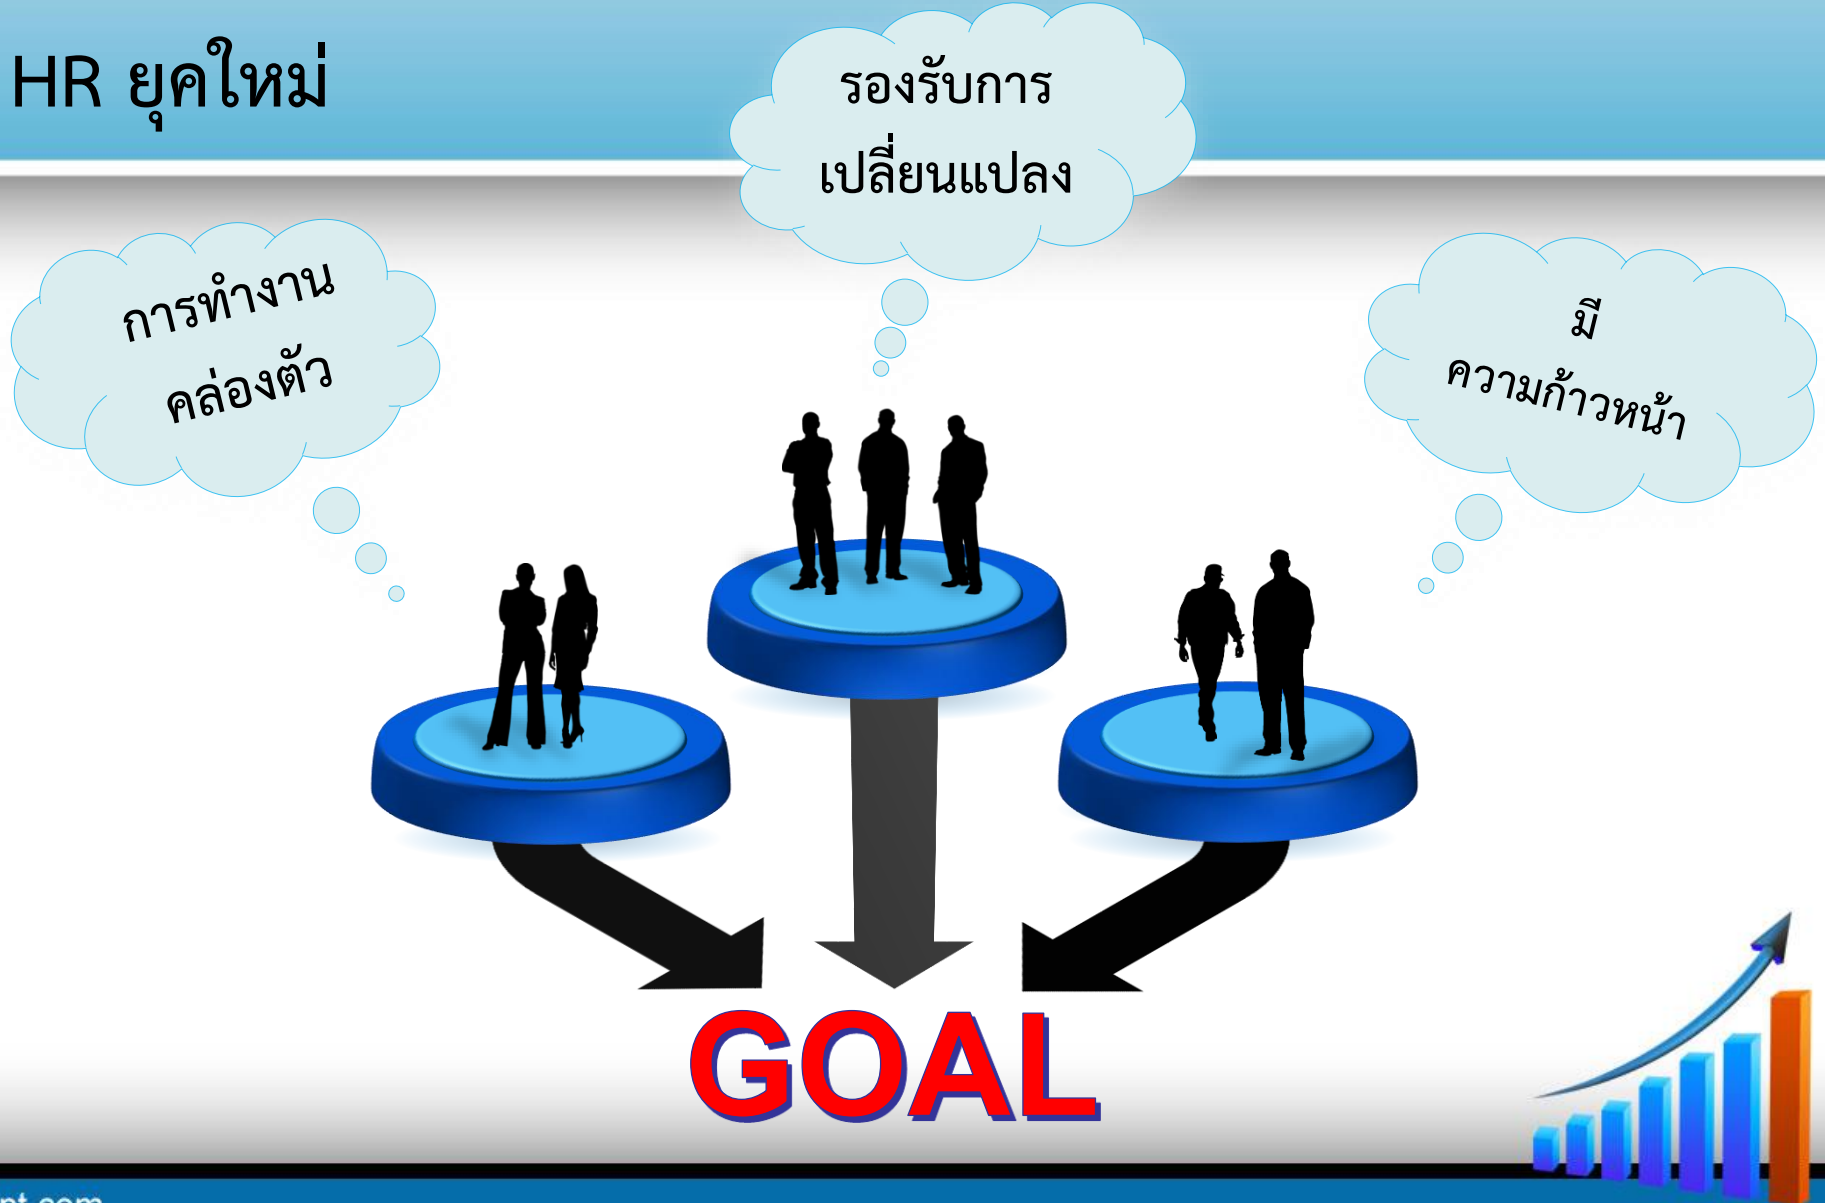 HR ยุคใหม่
รองรับการ
เปลี่ยนแปลง
การทำงาน
คล่องตัว
มี
ความก้าวหน้า
GOAL